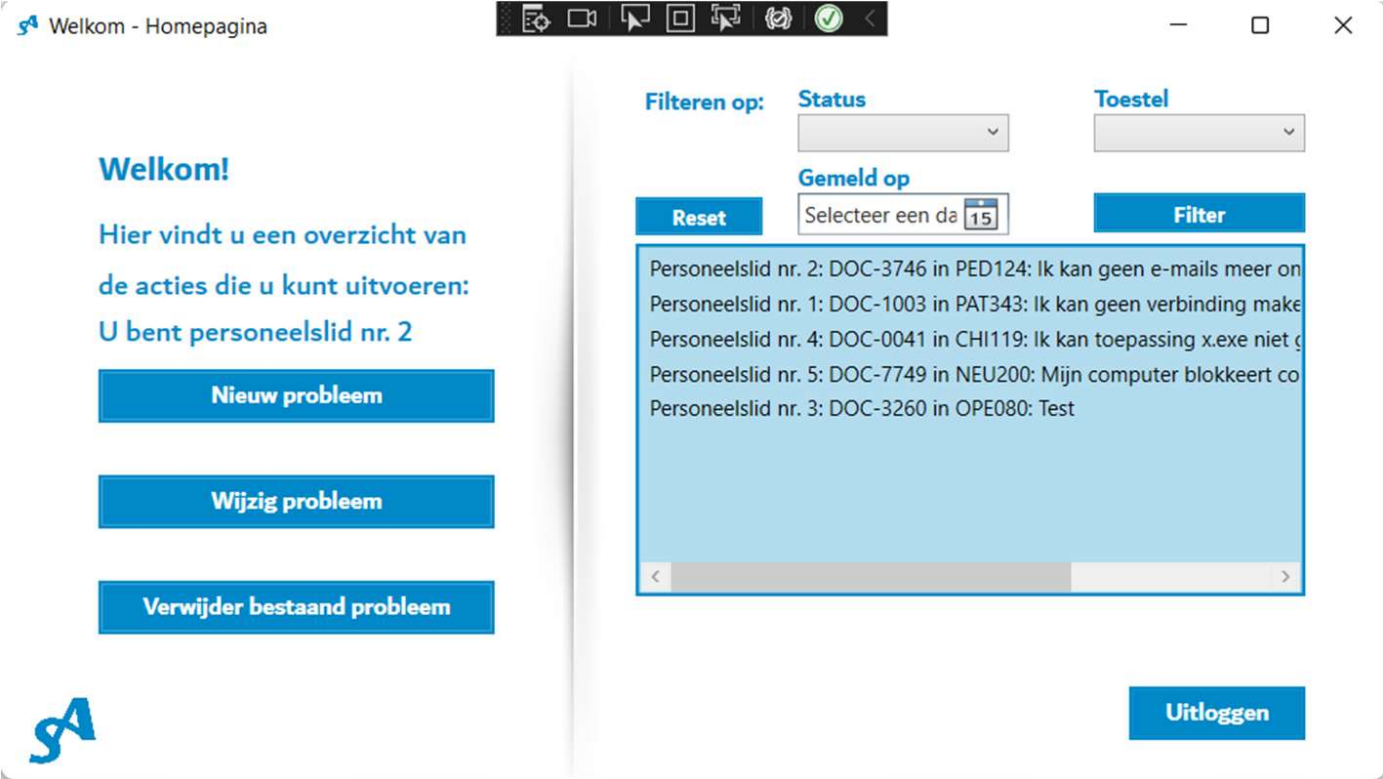 Welkom - Homepagina
Welkom!
Hier vindt u een overzicht van
de acties die u kunt uitvoeren:
U bent personeelslid nr. 2
Nieuw probleem
Wijzig probleem
Verwijder bestaand probleem
SA
Filteren op:
Status
Toestel
Gemeld op
Reset
Selecteer een da
15
Filter
Personeelslid nr. 2: DOC-3746 in PED124: Ik kan geen e-mails meer on
Personeelslid nr. 1: DOC-1003 in PAT343: Ik kan geen verbinding make
Personeelslid nr. 4: DOC-0041 in CHI119: Ik kan toepassing x.exe niet
Personeelslid nr. 5: DOC-7749 in NEU200: Mijn computer blokkeert co
Personeelslid nr. 3: DOC-3260 in OPE080: Test
Uitloggen